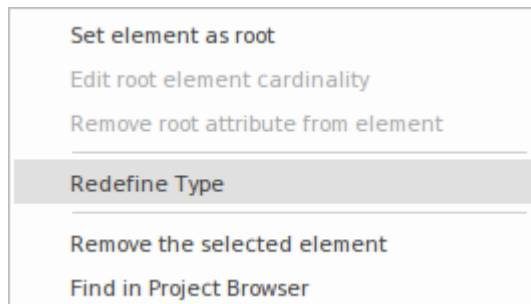 Set element as root
Edit root element cardinality
Remove root attribute from element
Redefine Type
Remove the selected element
Find in Project Browser